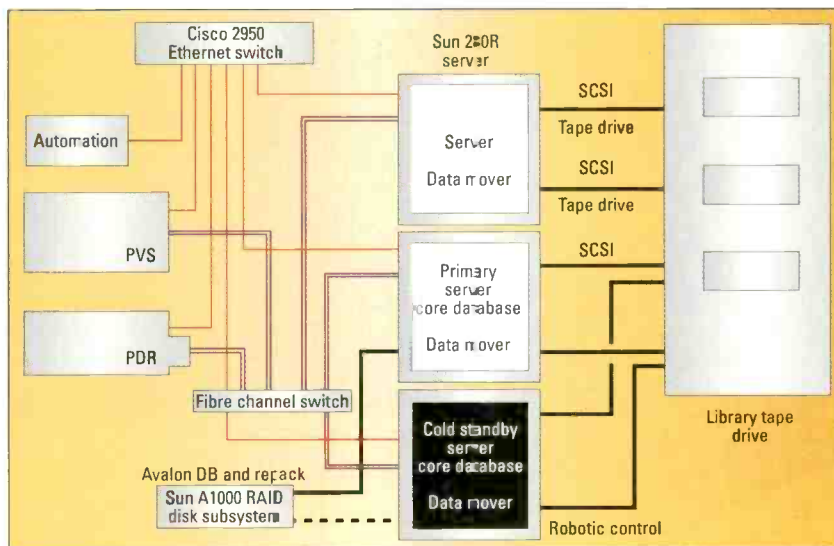 Cisco 2950
Ethernet switch
Sun 280R
server
Automation
PVS
PDR
Fibre channel switch
Avalon DB and repack
Sun A1000 RAID
disk subsystem
Server
Data mover
Primary
server
core database
Data mover
Cold standby
server
core database
Data mover
SCSI
Tape drive
SCSI
Tape drive
SCSI
Robotic control
Library tape
drive